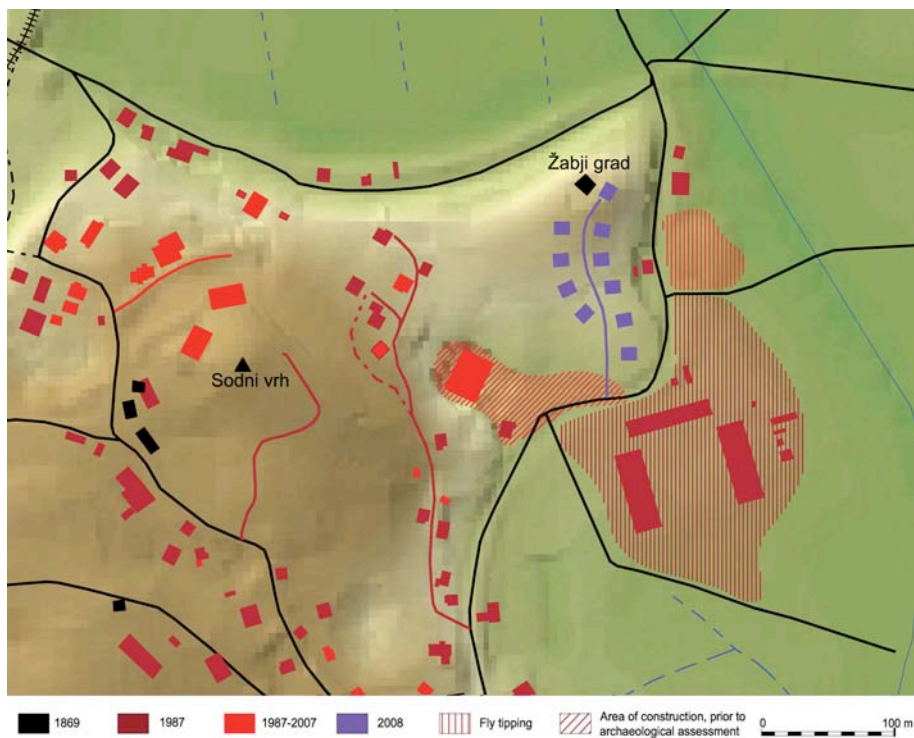 Žabji grad
Sodni vrh
1869
1987
1987-2007
2008
Fly tipping
Area of construction, prior to
archaeological assessment
0
100 m